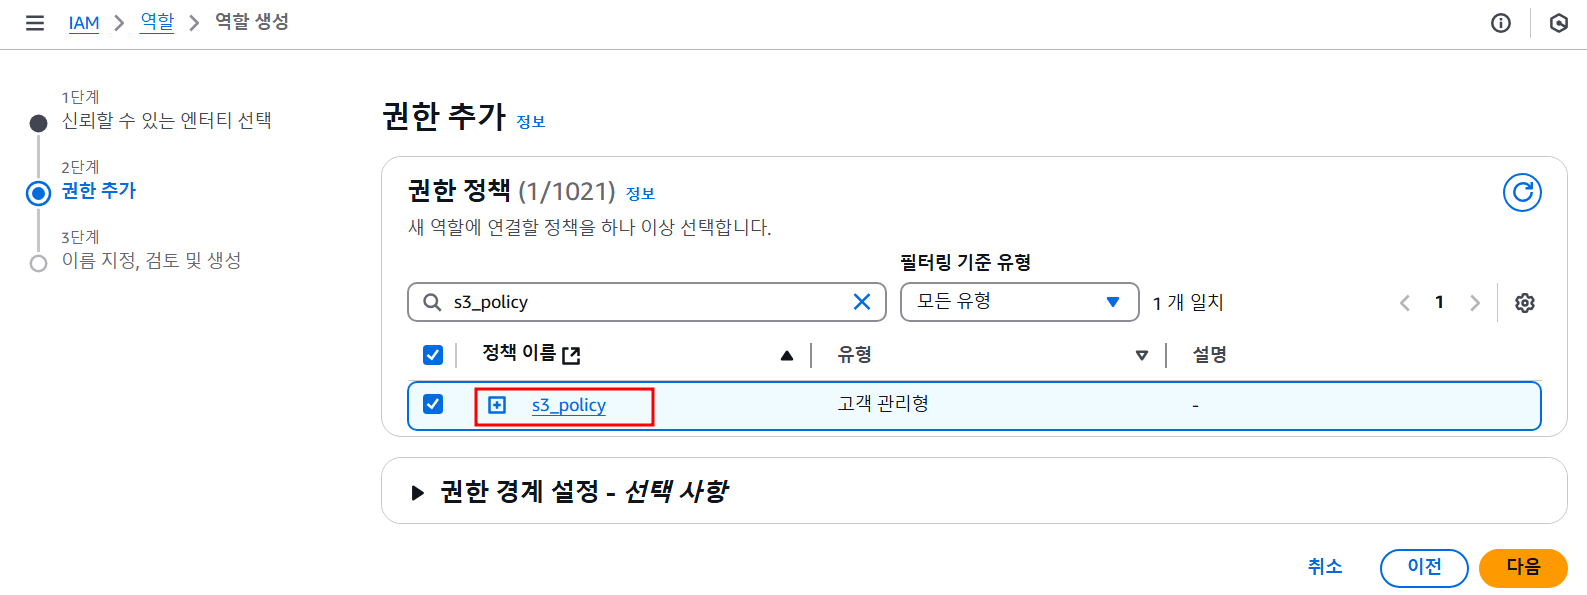 IAM > 역할 > 역할 생성
1단계
신뢰할 수 있는 엔터티 선택
2단계
권한 추가
3단계
이름 지정, 검토 및 생성
권한 추가 정보
권한 정책 (1/1021) 정보
새 역할에 연결할 정책을 하나 이상 선택합니다.
필터링 기준 유형
s3_policy 모든 유형 1 개 일치 1
정책 이름 유형 설명
s3_policy 고객 관리형 -
권한 경계 설정 - 선택 사항
취소 이전 다음